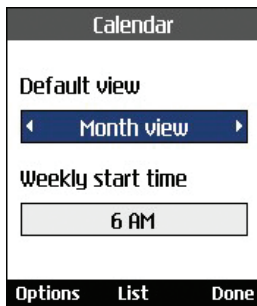 Calendar
Default view
Month view
Weekly start time
6 AM
Options List Done